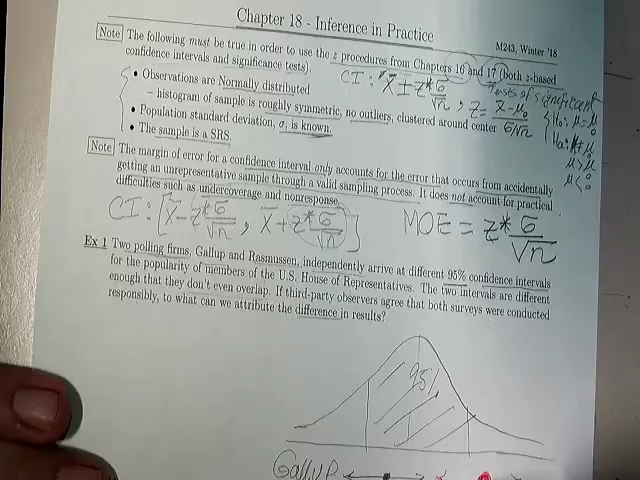 Chapter 18 - Inference in Practice
M243, Winter '18
Note The following must be true in order to use the z procedures from Chapters 16 and 17 (both z-based
confidence intervals and significance tests).
CI: x̄ ± z* σ/√n , z = x̄ - μ₀ / σ/√n
Tests of significant
H₀: μ = μ₀
Hₐ: μ ≠ μ₀
μ > μ₀
μ < μ₀
• Observations are Normally distributed
– histogram of sample is roughly symmetric, no outliers, clustered around center
• Population standard deviation, σ, is known.
• The sample is a SRS.
Note The margin of error for a confidence interval only accounts for the error that occurs from accidentally
getting an unrepresentative sample through a valid sampling process. It does not account for practical
difficulties such as undercoverage and nonresponse.
CI: [x̄ - z* σ/√n , x̄ + z* σ/√n]
MOE = z* σ/√n
Ex 1 Two polling firms, Gallup and Rasmussen, independently arrive at different 95% confidence intervals
for the popularity of members of the U.S. House of Representatives. The two intervals are different
enough that they don't even overlap. If third-party observers agree that both surveys were conducted
responsibly, to what can we attribute the difference in results?
95%
Gallup